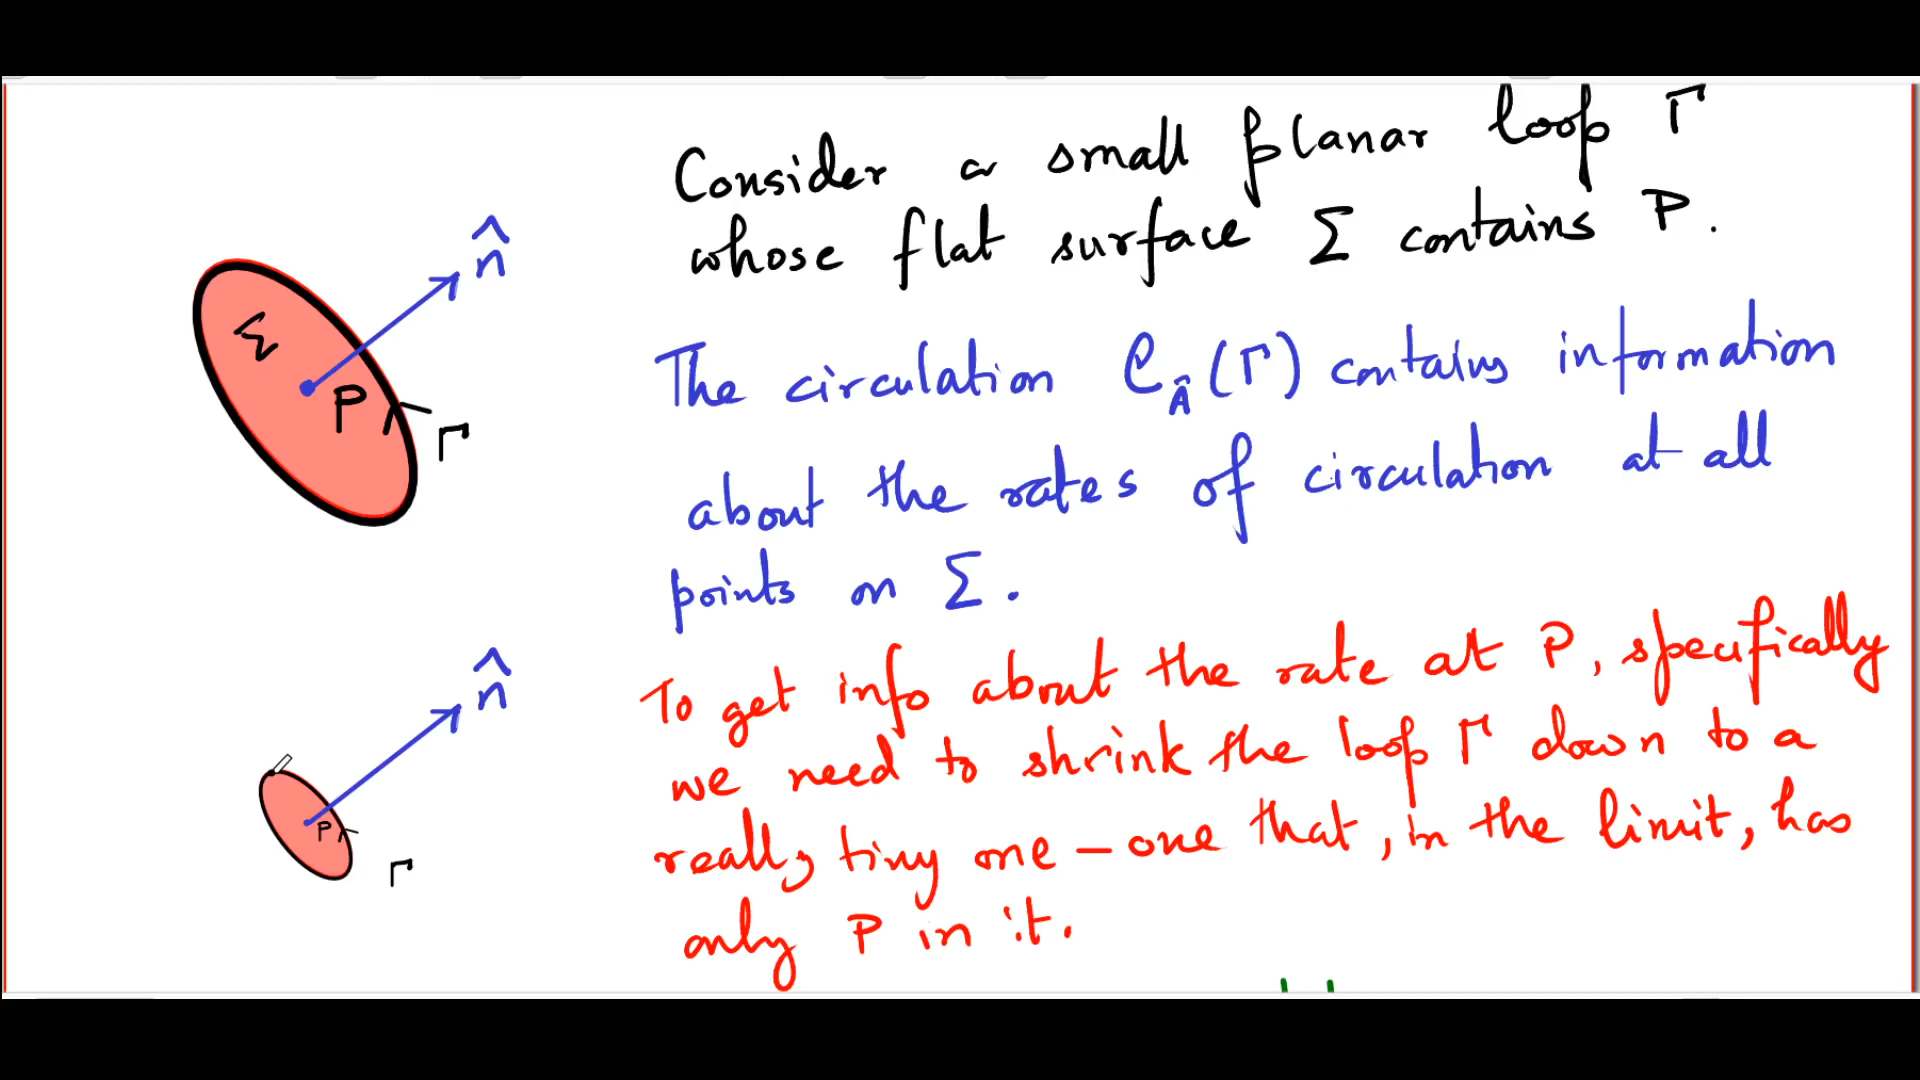 Consider a small planar loop Γ
whose flat surface Σ contains P.
n̂
Σ
P
Γ
The circulation C_Â(Γ) contains information
about the rates of circulation at all
points on Σ.
n̂
P
Γ
To get info about the rate at P, specifically
we need to shrink the loop Γ down to a
really tiny one – one that, in the limit, has
only P in it.